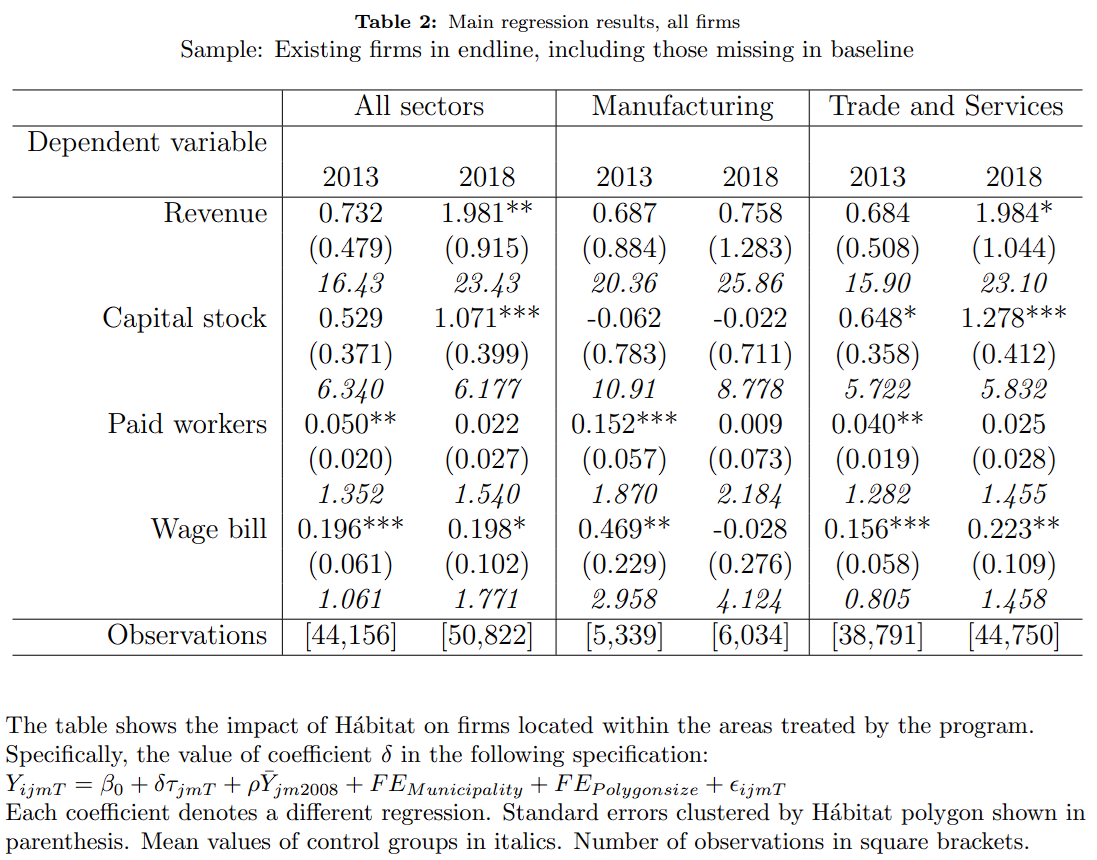 Table 2: Main regression results, all firms
Sample: Existing firms in endline, including those missing in baseline
All sectors Manufacturing Trade and Services
Dependent variable
2013 2018 2013 2018 2013 2018
Revenue 0.732 1.981** 0.687 0.758 0.684 1.984*
(0.479) (0.915) (0.884) (1.283) (0.508) (1.044)
16.43 23.43 20.36 25.86 15.90 23.10
Capital stock 0.529 1.071*** -0.062 -0.022 0.648* 1.278***
(0.371) (0.399) (0.783) (0.711) (0.358) (0.412)
6.340 6.177 10.91 8.778 5.722 5.832
Paid workers 0.050** 0.022 0.152*** 0.009 0.040** 0.025
(0.020) (0.027) (0.057) (0.073) (0.019) (0.028)
1.352 1.540 1.870 2.184 1.282 1.455
Wage bill 0.196*** 0.198* 0.469** -0.028 0.156*** 0.223**
(0.061) (0.102) (0.229) (0.276) (0.058) (0.109)
1.061 1.771 2.958 4.124 0.805 1.458
Observations [44,156] [50,822] [5,339] [6,034] [38,791] [44,750]
The table shows the impact of Hábitat on firms located within the areas treated by the program.
Specifically, the value of coefficient δ in the following specification:
Y_{ijmT} = β_0 + δτ_{jmT} + ρȲ_{jm2008} + FE_{Municipality} + FE_{Polygonsize} + ϵ_{ijmT}
Each coefficient denotes a different regression. Standard errors clustered by Hábitat polygon shown in
parenthesis. Mean values of control groups in italics. Number of observations in square brackets.